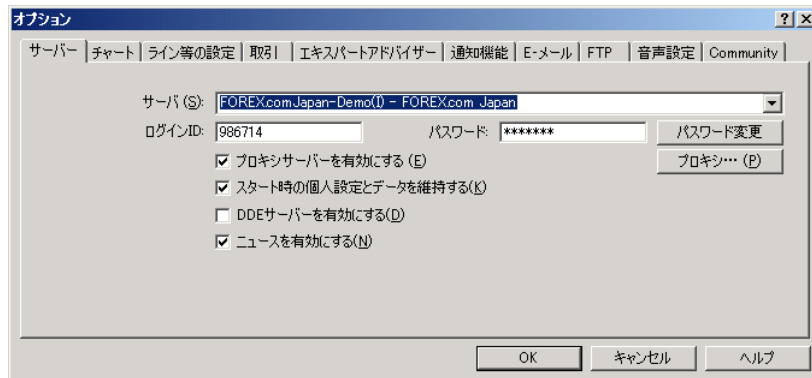 オプション
サーバー チャート ライン等の設定 取引 エキスパートアドバイザー 通知機能 E-メール FTP 音声設定 Community
サーバ (S): FOREX.comJapan-Demo(I) - FOREX.com Japan
ログインID: 986714 パスワード: ******* パスワード変更
プロキシサーバーを有効にする (E) プロキシ… (P)
スタート時の個人設定とデータを維持する(K)
DDEサーバーを有効にする(D)
ニュースを有効にする(N)
OK キャンセル ヘルプ